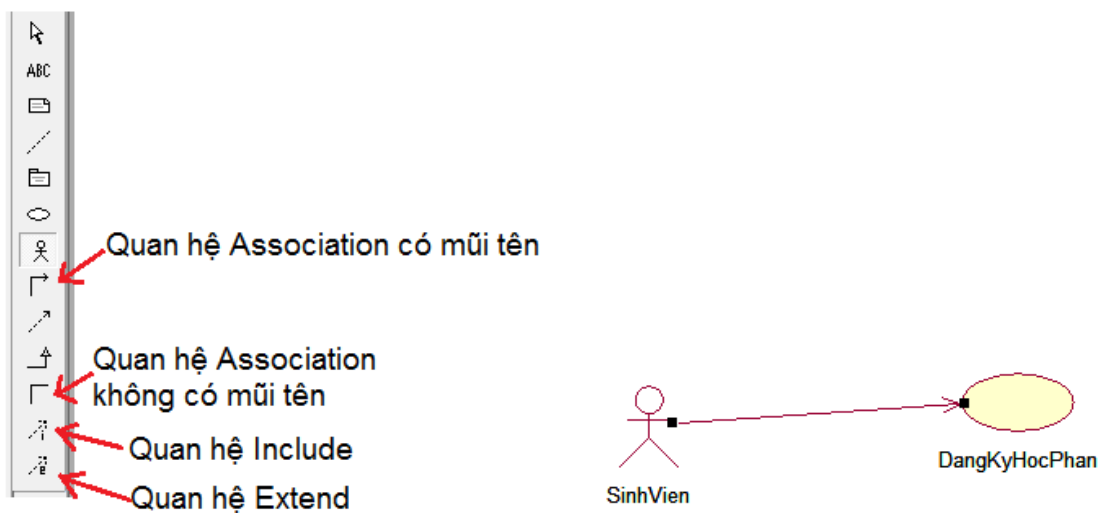 ABC
Quan hệ Association có mũi tên
Quan hệ Association
không có mũi tên
Quan hệ Include
Quan hệ Extend
SinhVien
DangKyHocPhan